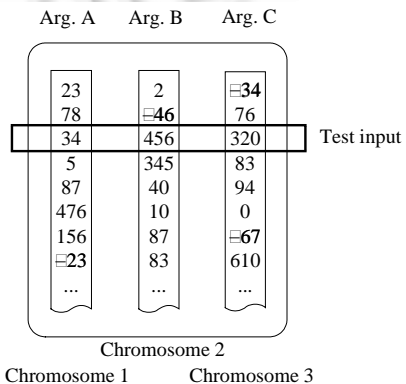 Arg. A Arg. B Arg. C
23 2 −34
78 −46 76
34 456 320 Test input
5 345 83
87 40 94
476 10 0
156 87 −67
−23 83 610
... ... ...
Chromosome 2
Chromosome 1 Chromosome 3